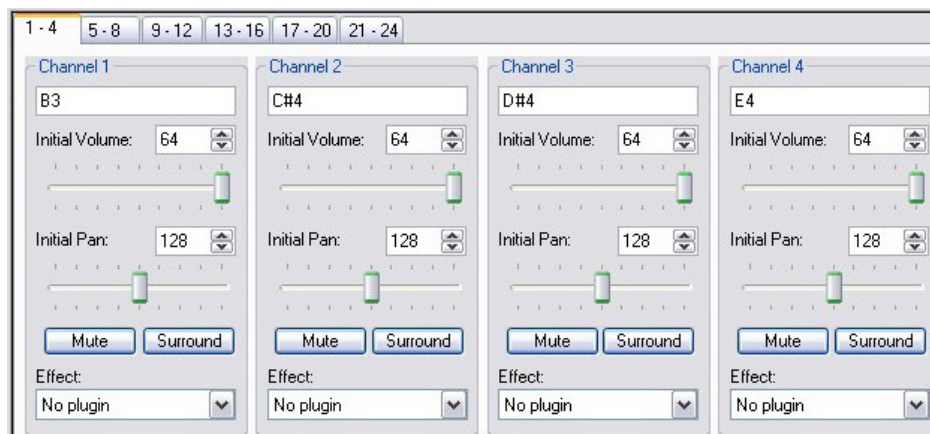 1 - 4 5 - 8 9 - 12 13 - 16 17 - 20 21 - 24
Channel 1 Channel 2 Channel 3 Channel 4
B3 C#4 D#4 E4
Initial Volume: 64 Initial Volume: 64 Initial Volume: 64 Initial Volume: 64
Initial Pan: 128 Initial Pan: 128 Initial Pan: 128 Initial Pan: 128
Mute Surround Mute Surround Mute Surround Mute Surround
Effect: Effect: Effect: Effect:
No plugin No plugin No plugin No plugin